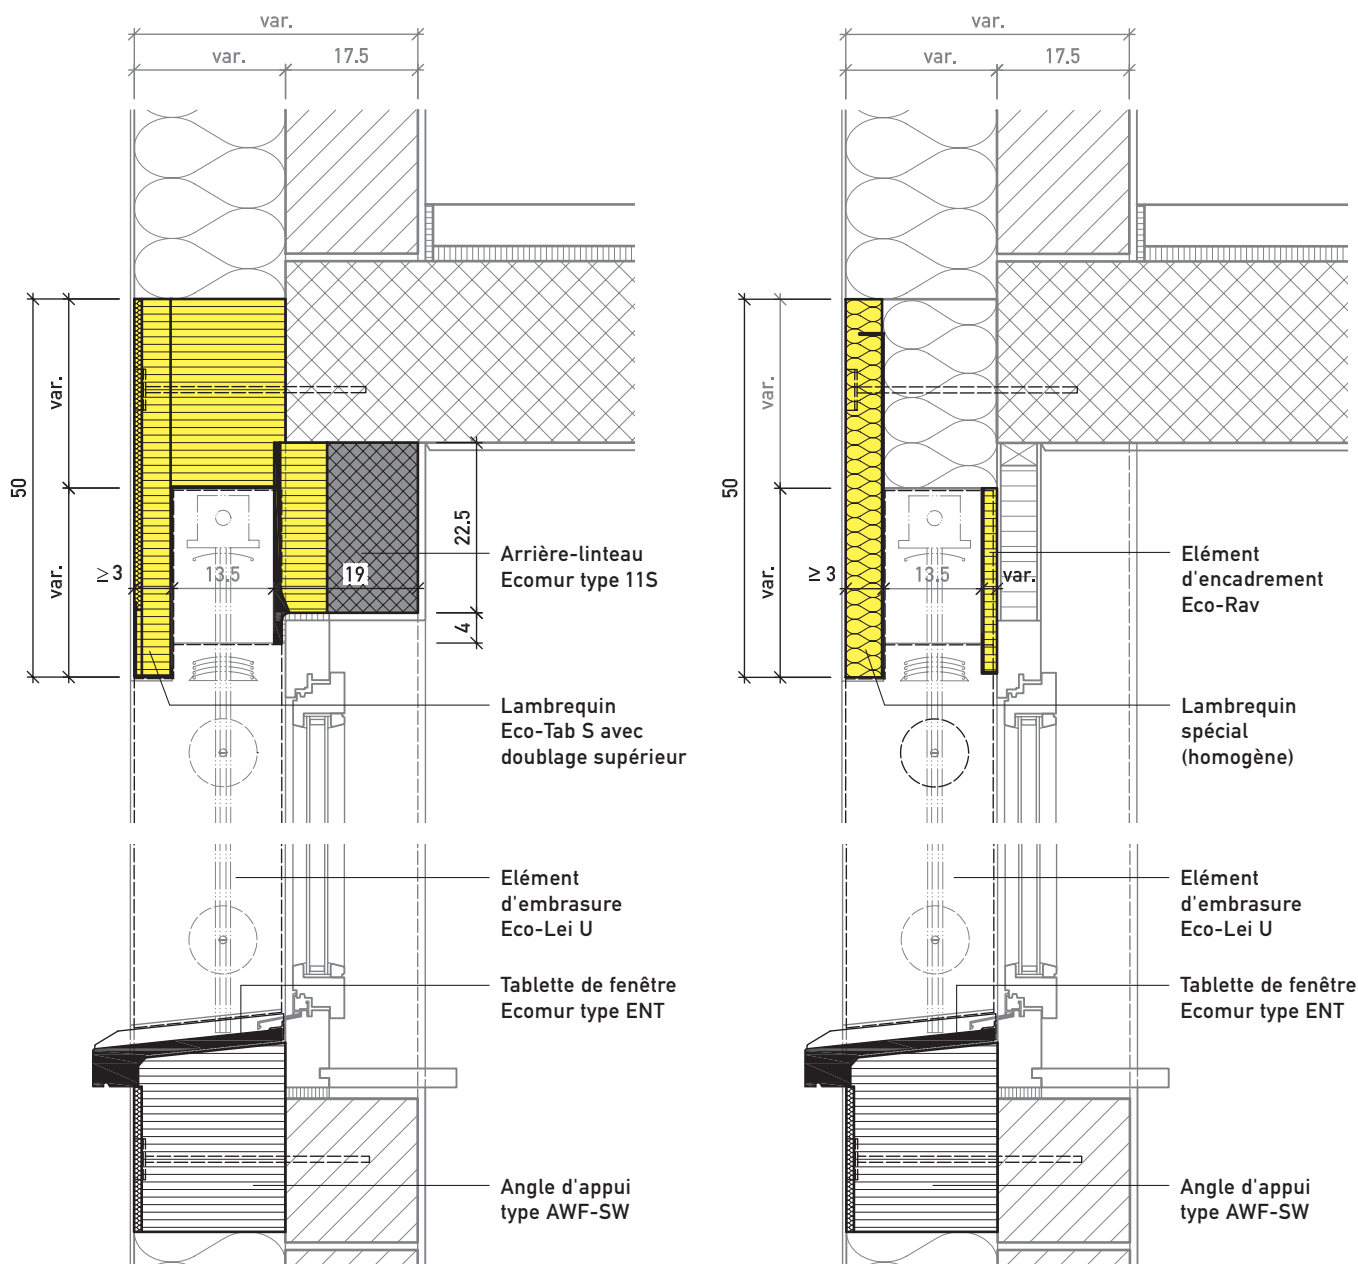 var.
var.
17.5
50
var.
var.
≥3
13.5
19
22.5
4
Arrière-linteau
Ecomur type 11S
Lambrequin
Eco-Tab S avec
doublage supérieur
Elément
d'embrasure
Eco-Lei U
Tablette de fenêtre
Ecomur type ENT
Angle d'appui
type AWF-SW
var.
var.
17.5
50
var.
var.
≥3
13.5
var.
Elément
d'encadrement
Eco-Rav
Lambrequin
spécial
(homogène)
Elément
d'embrasure
Eco-Lei U
Tablette de fenêtre
Ecomur type ENT
Angle d'appui
type AWF-SW